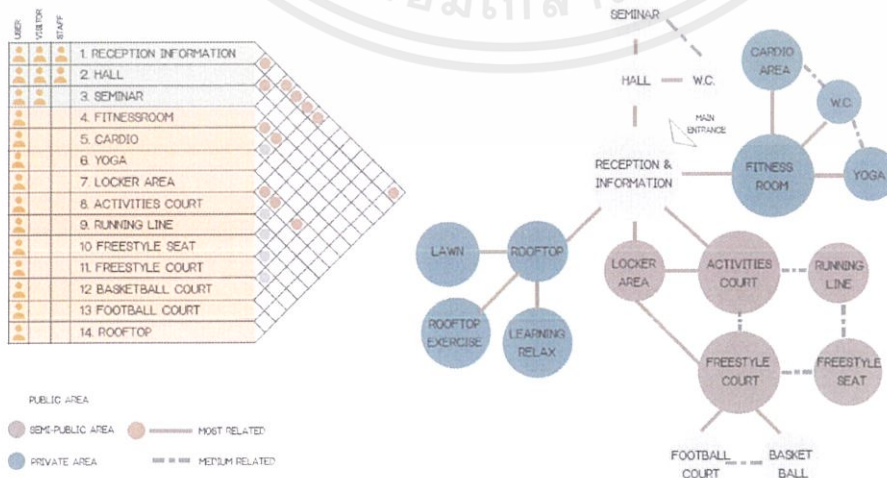 USER VISITOR STAFF
1. RECEPTION INFORMATION
2. HALL
3. SEMINAR
4. FITNESSROOM
5. CARDIO
6. YOGA
7. LOCKER AREA
8. ACTIVITIES COURT
9. RUNNING LINE
10 FREESTYLE SEAT
11. FREESTYLE COURT
12 BASKETBALL COURT
13 FOOTBALL COURT
14. ROOFTOP
PUBLIC AREA
SEMI-PUBLIC AREA
MOST RELATED
PRIVATE AREA
MEDIUM RELATED
SEMINAR
HALL
W.C.
MAIN
ENTRANCE
RECEPTION &
INFORMATION
CARDIO
AREA
W.C.
FITNESS
ROOM
YOGA
LAWN
ROOFTOP
ROOFTOP
EXERCISE
LEARNING
RELAX
LOCKER
AREA
ACTIVITIES
COURT
RUNNING
LINE
FREESTYLE
COURT
FREESTYLE
SEAT
FOOTBALL
COURT
BASKET
BALL